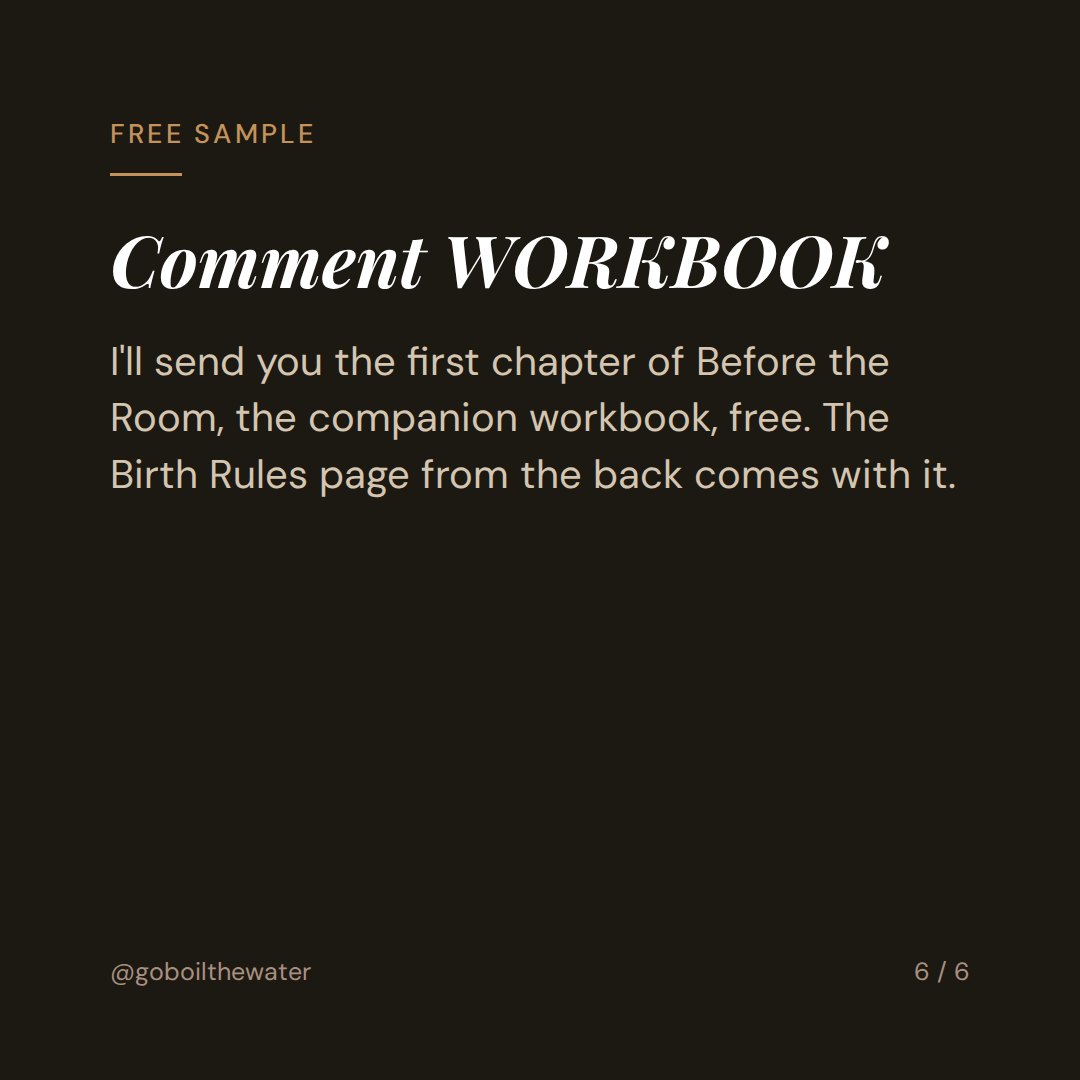 FREE SAMPLE
Comment WORKBOOK
I'll send you the first chapter of Before the
Room, the companion workbook, free. The
Birth Rules page from the back comes with it.
@goboilthewater
6 / 6